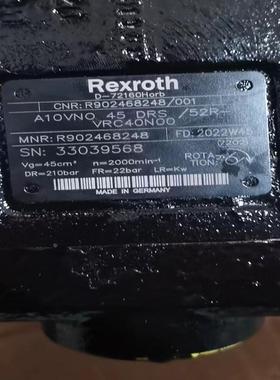 Rexroth
D-72160Horb
CNR: R902468248/001
A10VNO 45 DRS /52R-
VRC40N00
MNR: R902468248 FD: 2022W45
(7202)
SN: 33039568
Vg=45cm³ n=2000min⁻¹ ROTA
TION
DR=210bar FR=22bar LR=Kw
MADE IN GERMANY